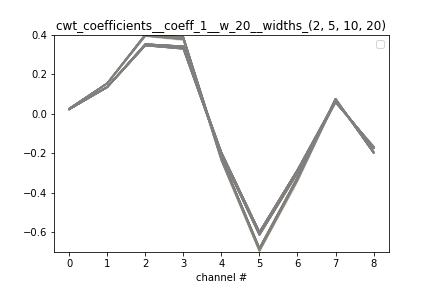 cwt_coefficients__coeff_1__w_20__widths_(2, 5, 10, 20)
0.4
0.2
0.0
−0.2
−0.4
−0.6
0 1 2 3 4 5 6 7 8
channel #